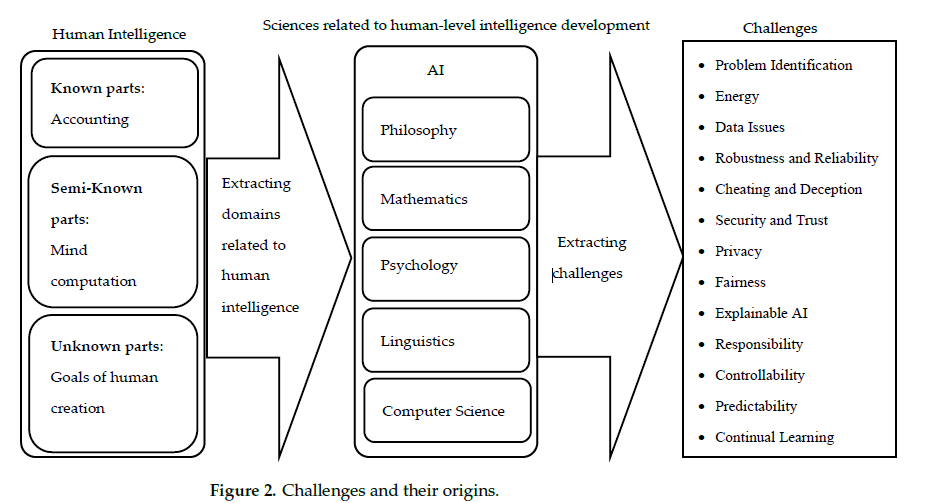 Human Intelligence
Known parts:
Accounting
Semi-Known
parts:
Mind
computation
Unknown parts:
Goals of human
creation
Extracting
domains
related to
human
intelligence
Sciences related to human-level intelligence development
AI
Philosophy
Mathematics
Psychology
Linguistics
Computer Science
Extracting
challenges
Challenges
• Problem Identification
• Energy
• Data Issues
• Robustness and Reliability
• Cheating and Deception
• Security and Trust
• Privacy
• Fairness
• Explainable AI
• Responsibility
• Controllability
• Predictability
• Continual Learning
Figure 2. Challenges and their origins.